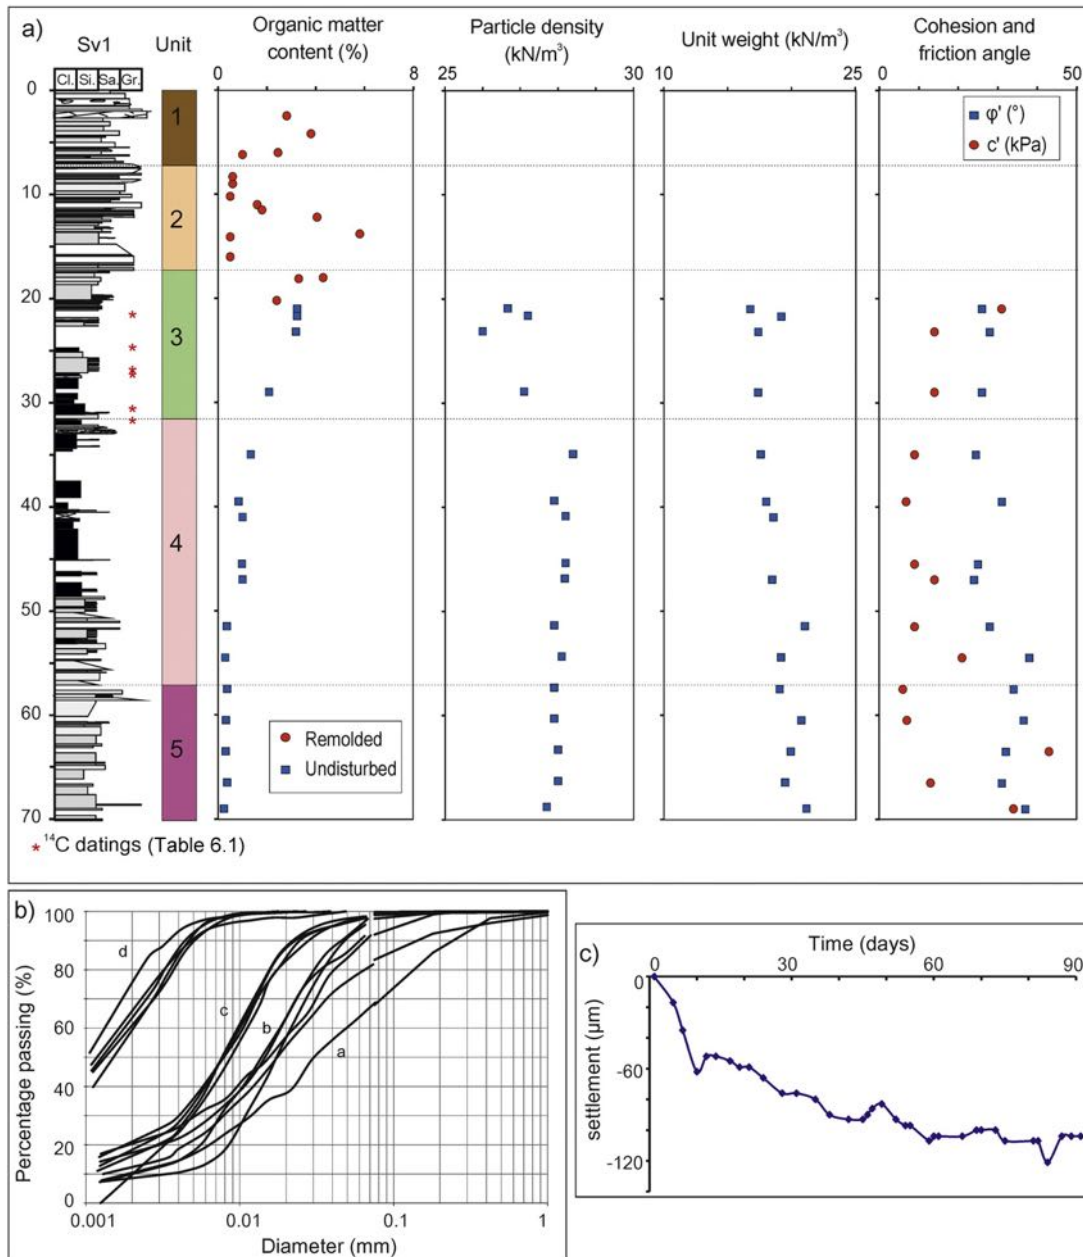 a)
Sv1
Unit
Organic matter
content (%)
Particle density
(kN/m³)
Unit weight (kN/m³)
Cohesion and
friction angle
Cl. Si. Sa. Gr.
0 8
25 30
10 25
0 50
0
10
20
30
40
50
60
70
1
2
3
4
5
φ' (°)
c' (kPa)
Remolded
Undisturbed
* ¹⁴C datings (Table 6.1)
b)
Percentage passing (%)
100
80
60
40
20
0
d
c
b
a
0.001 0.01 0.1 1
Diameter (mm)
c)
Time (days)
0 30 60 90
settlement (µm)
0
-60
-120